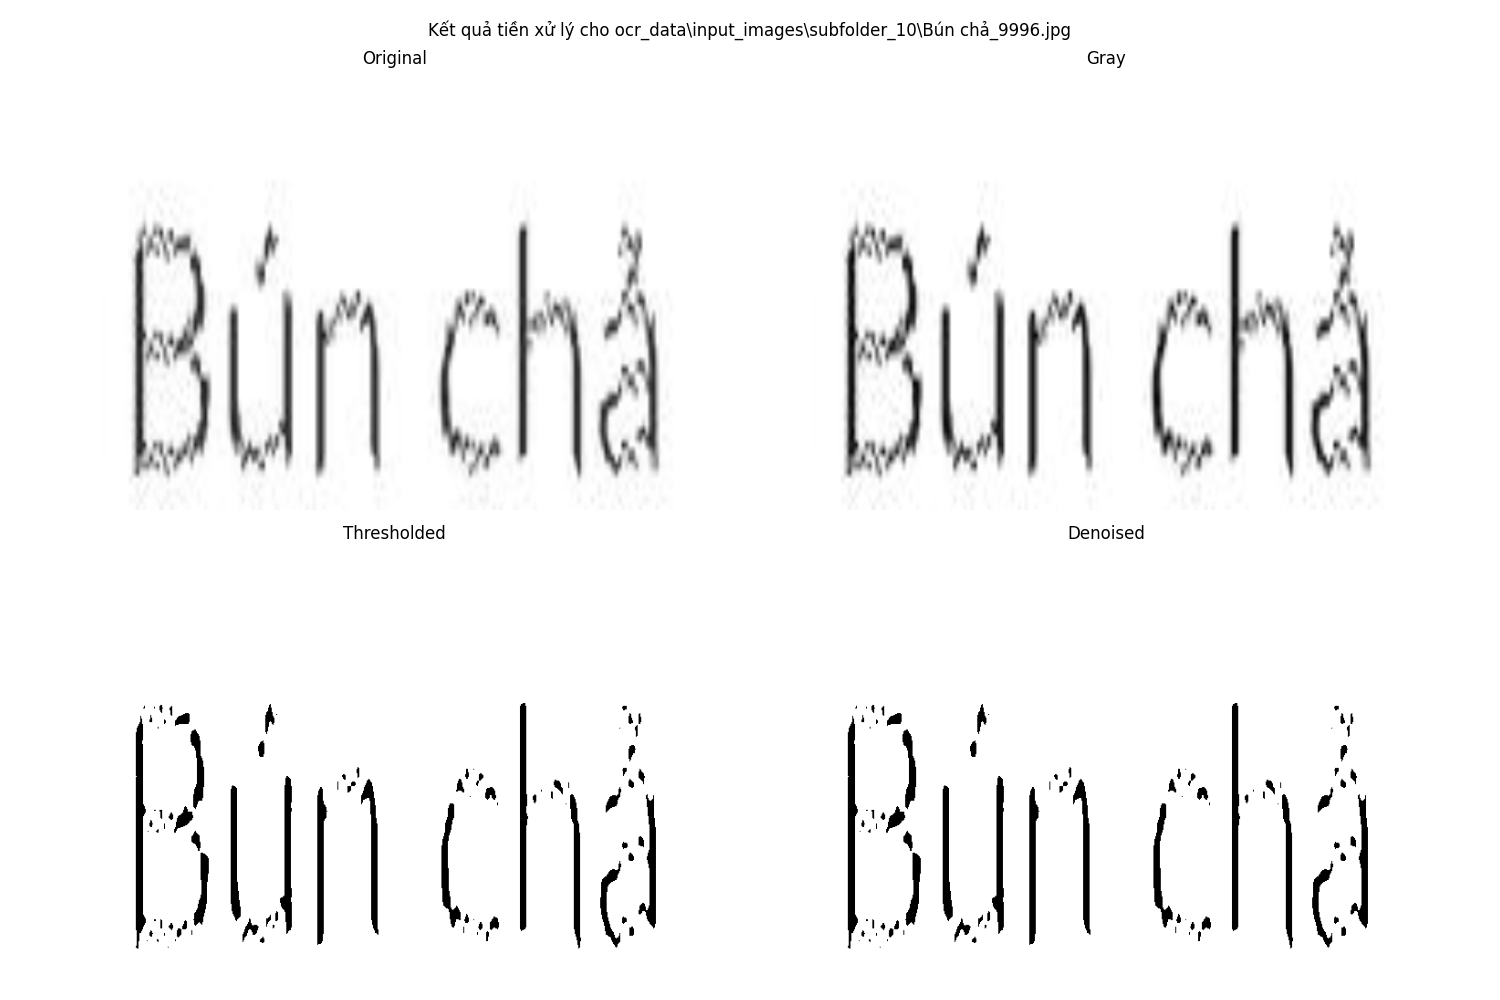 Kết quả tiền xử lý cho ocr_data\input_images\subfolder_10\Bún chả_9996.jpg
Original
Gray
Bún chả
Bún chả
Thresholded
Denoised
Bún chả
Bún chả